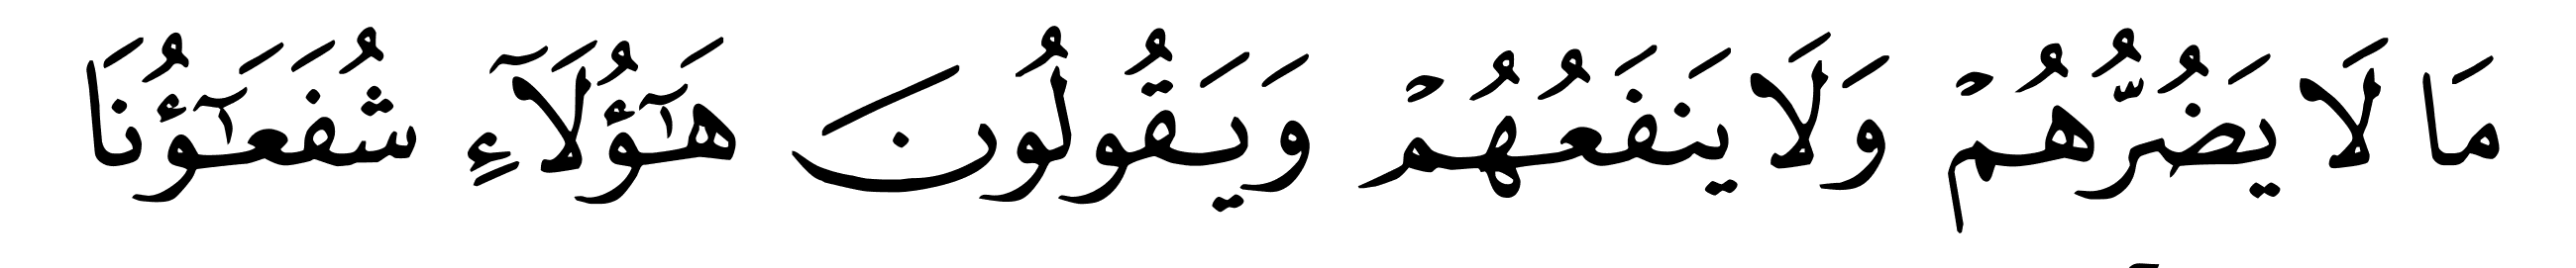 مَا لَا يَضُرُّهُمْ وَلَا يَنفَعُهُمْ وَيَقُولُونَ هَـٰٓؤُلَآءِ شُفَعَـٰٓؤُنَا